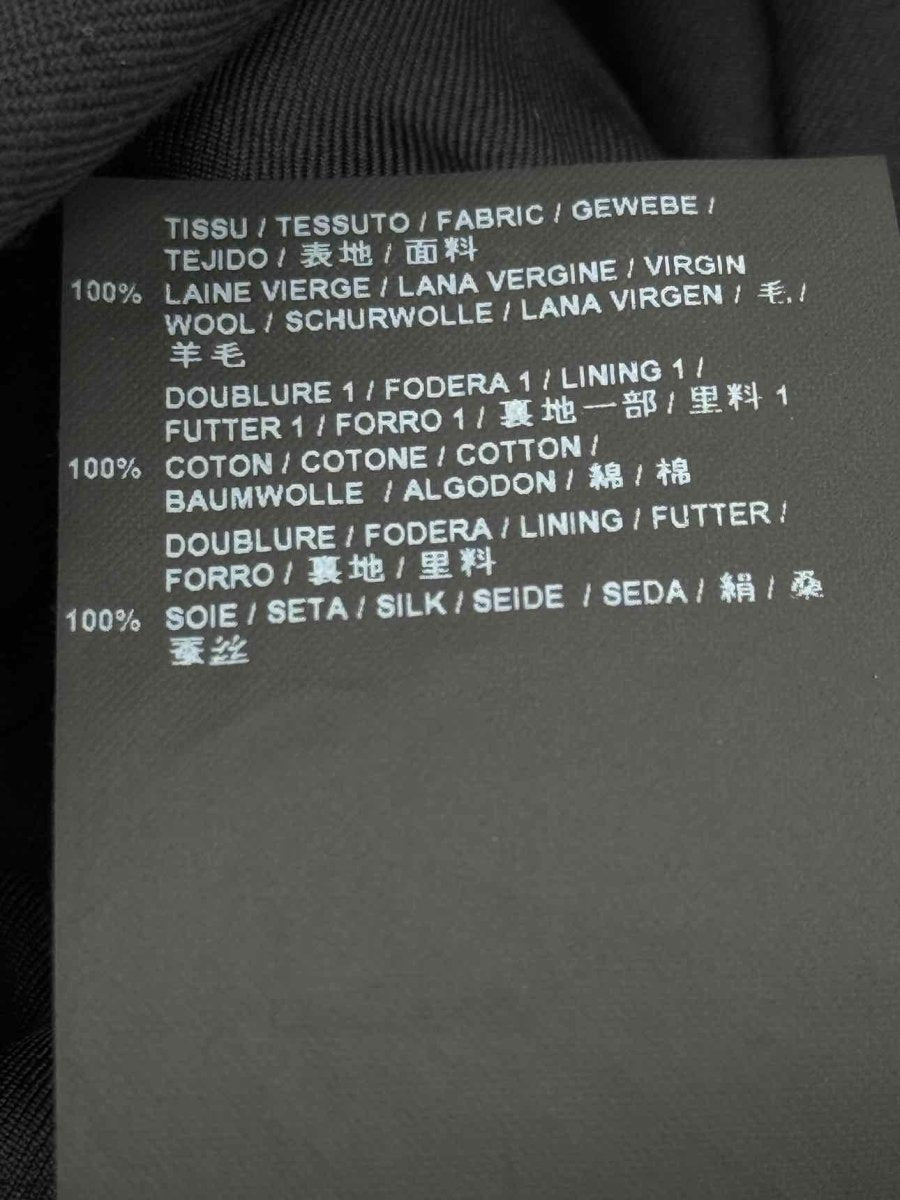 TISSU / TESSUTO / FABRIC / GEWEBE /
TEJIDO / 表地 / 面料
100% LAINE VIERGE / LANA VERGINE / VIRGIN
WOOL / SCHURWOLLE / LANA VIRGEN / 毛. /
羊毛
DOUBLURE 1 / FODERA 1 / LINING 1 /
FUTTER 1 / FORRO 1 / 裏地一部 / 里料 1
100% COTON / COTONE / COTTON /
BAUMWOLLE / ALGODON / 綿 / 棉
DOUBLURE / FODERA / LINING / FUTTER /
FORRO / 裏地 / 里料
100% SOIE / SETA / SILK / SEIDE / SEDA / 絹 / 桑
蚕丝